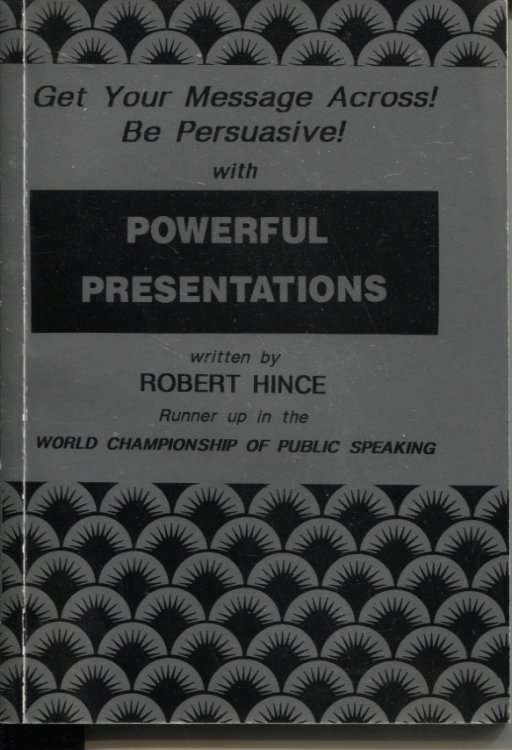 Get Your Message Across!
Be Persuasive!
with
POWERFUL
PRESENTATIONS
written by
ROBERT HINCE
Runner up in the
WORLD CHAMPIONSHIP OF PUBLIC SPEAKING